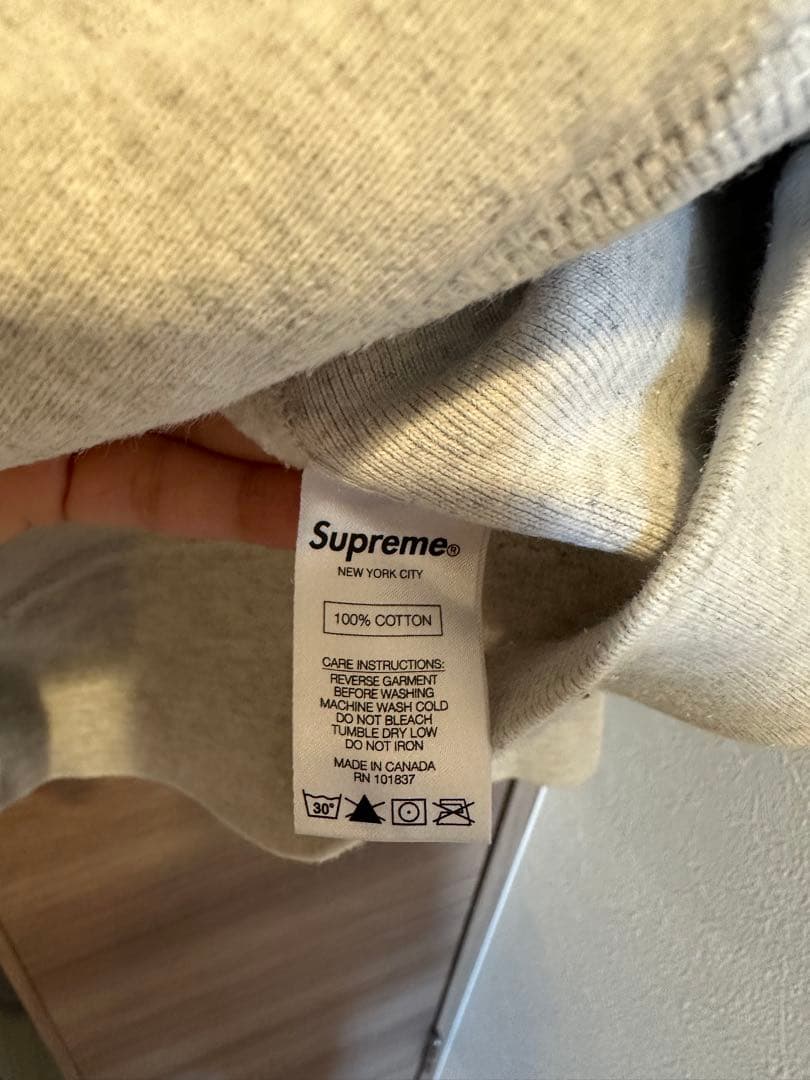 Supreme®
NEW YORK CITY
100% COTTON
CARE INSTRUCTIONS:
REVERSE GARMENT
BEFORE WASHING
MACHINE WASH COLD
DO NOT BLEACH
TUMBLE DRY LOW
DO NOT IRON
MADE IN CANADA
RN 101837
30°